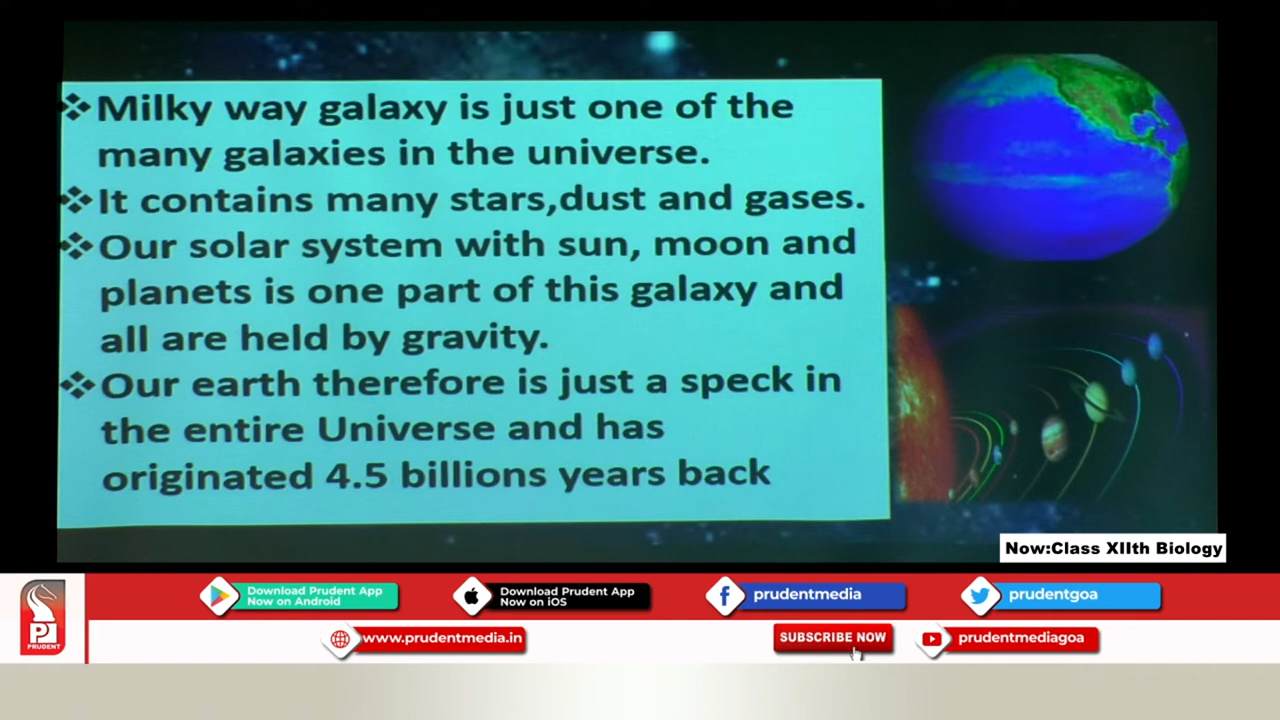 ❖Milky way galaxy is just one of the
many galaxies in the universe.
❖It contains many stars,dust and gases.
❖Our solar system with sun, moon and
planets is one part of this galaxy and
all are held by gravity.
❖Our earth therefore is just a speck in
the entire Universe and has
originated 4.5 billions years back
Now:Class XIIth Biology
Download Prudent App
Now on Android
Download Prudent App
Now on iOS
prudentmedia
prudentgoa
PRUDENT
www.prudentmedia.in
SUBSCRIBE NOW
prudentmediagoa